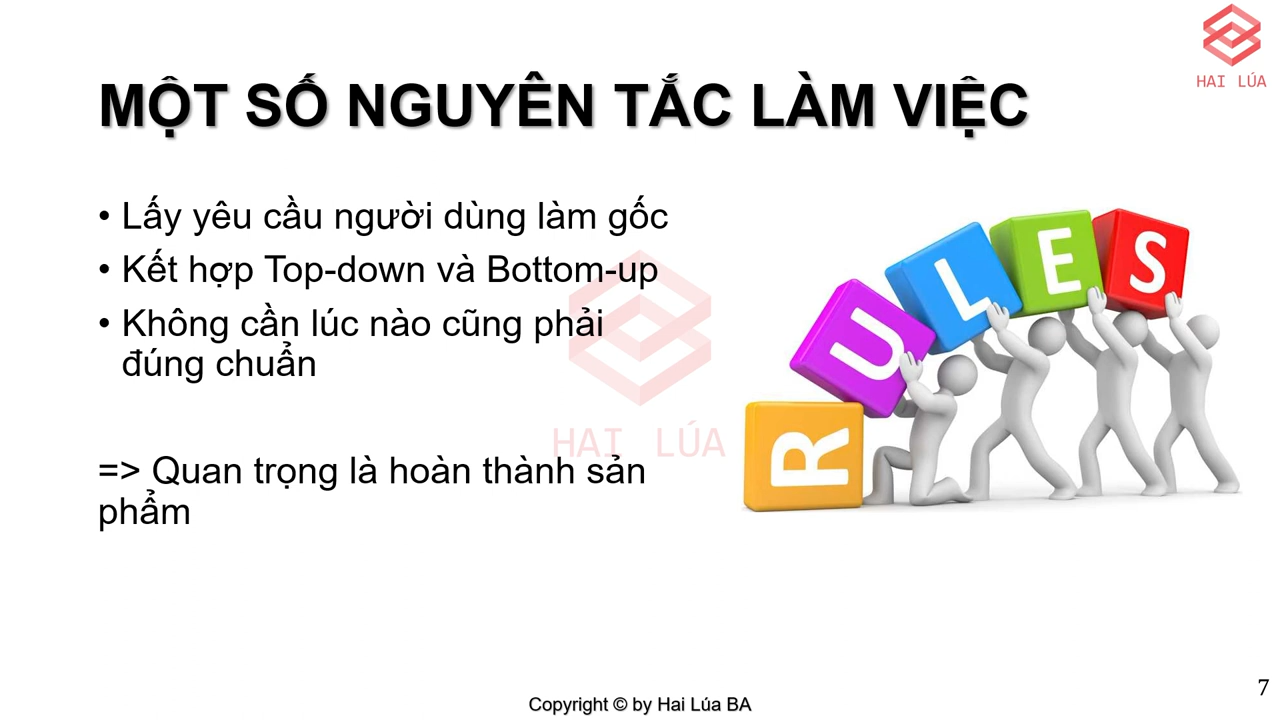 HAI LÚA
MỘT SỐ NGUYÊN TẮC LÀM VIỆC
• Lấy yêu cầu người dùng làm gốc
• Kết hợp Top-down và Bottom-up
• Không cần lúc nào cũng phải
đúng chuẩn
=> Quan trọng là hoàn thành sản
phẩm
HAI LÚA
RULES
Copyright © by Hai Lúa BA
7